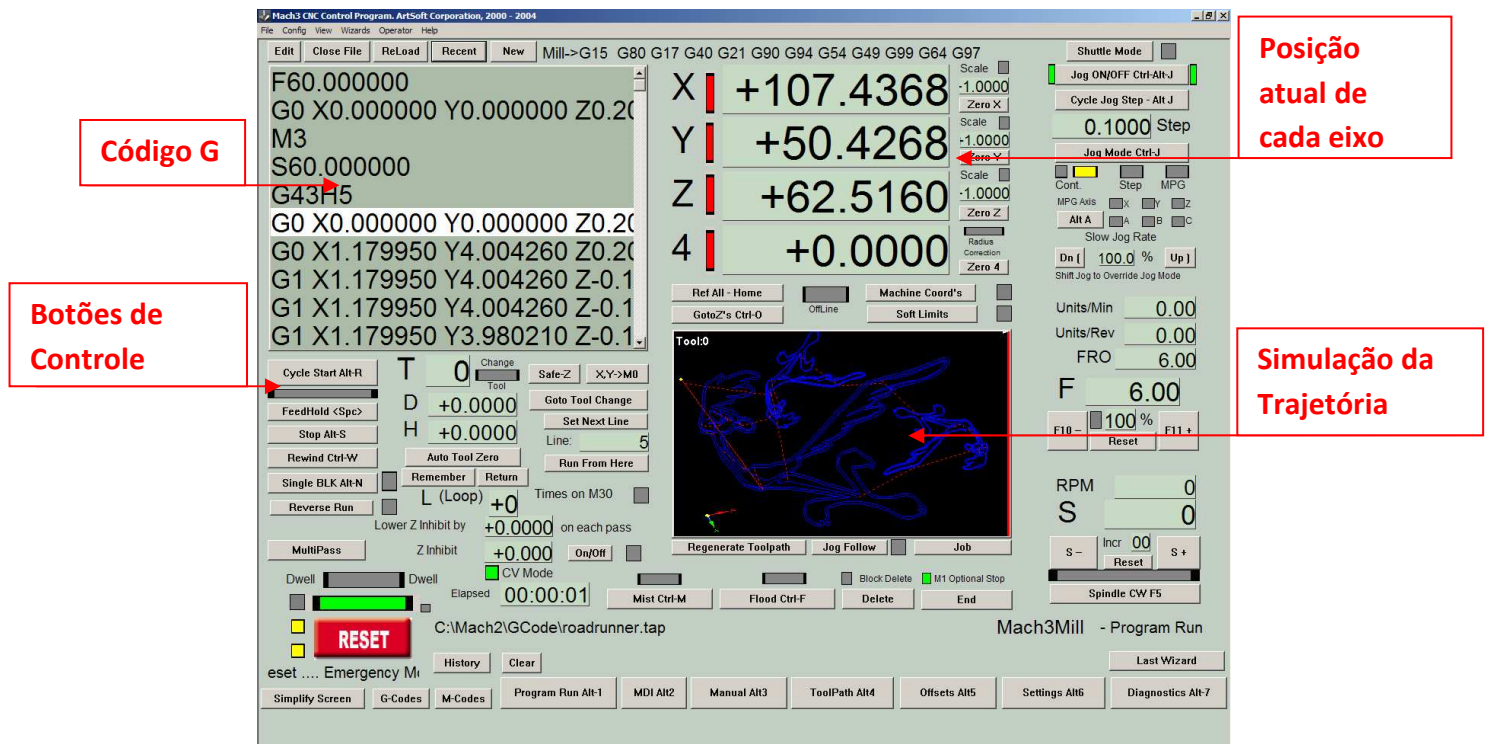 Mach3 CNC Control Program. ArtSoft Corporation, 2000 - 2004
File Config View Wizards Operator Help
Edit Close File ReLoad Recent New Mill->G15 G80 G17 G40 G21 G90 G94 G54 G49 G99 G64 G97
F60.000000
G0 X0.000000 Y0.000000 Z0.20
M3
S60.000000
G43H5
G0 X0.000000 Y0.000000 Z0.20
G0 X1.179950 Y4.004260 Z0.20
G1 X1.179950 Y4.004260 Z-0.1
G1 X1.179950 Y4.004260 Z-0.1
G1 X1.179950 Y3.980210 Z-0.1
Código G
Botões de
Controle
X +107.4368
Scale
+1.0000
Zero X
Y +50.4268
Scale
+1.0000
Zero Y
Z +62.5160
Scale
+1.0000
Zero Z
4 +0.0000
Radius
Correction
Zero 4
Ref All - Home
OffLine
Machine Coord's
GotoZ's Ctrl-O
Soft Limits
Tool:0
Regenerate Toolpath Jog Follow Job
Shuttle Mode
Jog ON/OFF Ctrl-Alt-J
Cycle Jog Step - Alt J
0.1000 Step
Jog Mode Ctrl-J
Cont. Step MPG
MPG Axis X Y Z
Alt A A B C
Slow Jog Rate
Dn ( 100.0 % Up )
Shift Jog to Override Jog Mode
Units/Min 0.00
Units/Rev 0.00
FRO 6.00
F 6.00
F10 - 100 % F11 +
Reset
RPM 0
S 0
S - Incr 00 S +
Reset
Spindle CW F5
Posição
atual de
cada eixo
Simulação da
Trajetória
Cycle Start Alt-R
FeedHold <Spc>
Stop Alt-S
Rewind Ctrl-W
Single BLK Alt-N
Reverse Run
MultiPass
T 0 Change
Tool
D +0.0000
H +0.0000
Auto Tool Zero
Remember Return
Safe-Z X,Y->M0
Goto Tool Change
Set Next Line
Line: 5
Run From Here
L (Loop) +0 Times on M30
Lower Z Inhibit by +0.0000 on each pass
Z Inhibit +0.000 On/Off
Dwell Dwell
CV Mode
Elapsed 00:00:01
Mist Ctrl-M Flood Ctrl-F
Block Delete M1 Optional Stop
Delete End
RESET
C:\Mach2\GCode\roadrunner.tap
Mach3Mill - Program Run
eset .... Emergency
History Clear
Last Wizard
Simplify Screen G-Codes M-Codes Program Run Alt-1 MDI Alt2 Manual Alt3 ToolPath Alt4 Offsets Alt5 Settings Alt6 Diagnostics Alt-7